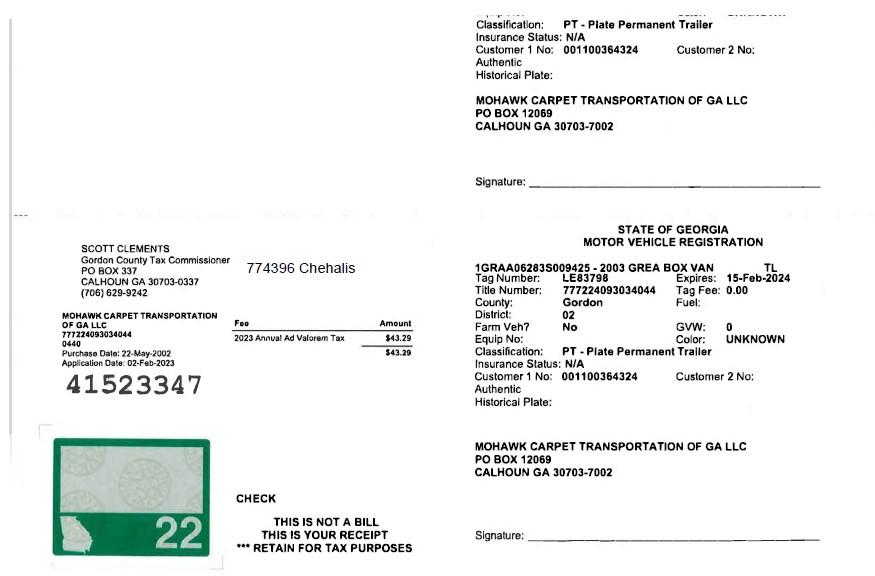 Classification: PT - Plate Permanent Trailer
Insurance Status: N/A
Customer 1 No: 001100364324 Customer 2 No:
Authentic
Historical Plate:
MOHAWK CARPET TRANSPORTATION OF GA LLC
PO BOX 12069
CALHOUN GA 30703-7002
Signature:
SCOTT CLEMENTS
Gordon County Tax Commissioner
PO BOX 337
CALHOUN GA 30703-0337
(706) 629-9242
774396 Chehalis
MOHAWK CARPET TRANSPORTATION
OF GA LLC
777224093034044
0440
Purchase Date: 22-May-2002
Application Date: 02-Feb-2023
41523347
Fee Amount
2023 Annual Ad Valorem Tax $43.29
$43.29
22
CHECK
THIS IS NOT A BILL
THIS IS YOUR RECEIPT
*** RETAIN FOR TAX PURPOSES
STATE OF GEORGIA
MOTOR VEHICLE REGISTRATION
1GRAA06283S009425 - 2003 GREA BOX VAN TL
Tag Number: LE83798 Expires: 15-Feb-2024
Title Number: 777224093034044 Tag Fee: 0.00
County: Gordon Fuel:
District: 02
Farm Veh? No GVW: 0
Equip No: Color: UNKNOWN
Classification: PT - Plate Permanent Trailer
Insurance Status: N/A
Customer 1 No: 001100364324 Customer 2 No:
Authentic
Historical Plate:
MOHAWK CARPET TRANSPORTATION OF GA LLC
PO BOX 12069
CALHOUN GA 30703-7002
Signature: